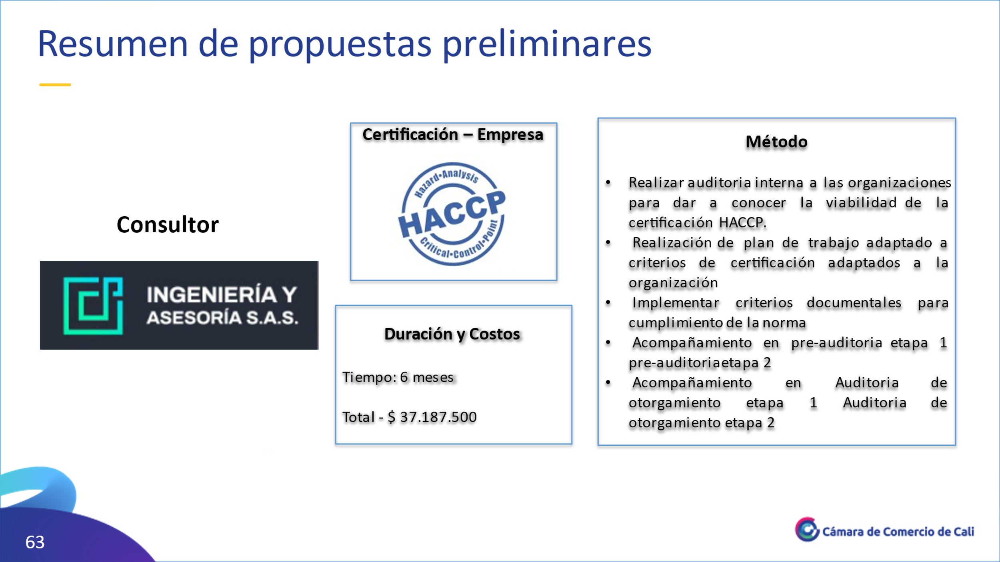 Resumen de propuestas preliminares
Consultor
INGENIERÍA Y
ASESORÍA S.A.S.
Certificación – Empresa
Hazard•Analysis
HACCP
Critical•Control•Point
Duración y Costos
Tiempo: 6 meses
Total - $ 37.187.500
Método
• Realizar auditoria interna a las organizaciones
para dar a conocer la viabilidad de la
certificación HACCP.
• Realización de plan de trabajo adaptado a
criterios de certificación adaptados a la
organización
• Implementar criterios documentales para
cumplimiento de la norma
• Acompañamiento en pre-auditoria etapa 1
pre-auditoriaetapa 2
• Acompañamiento en Auditoria de
otorgamiento etapa 1 Auditoria de
otorgamiento etapa 2
63
Cámara de Comercio de Cali